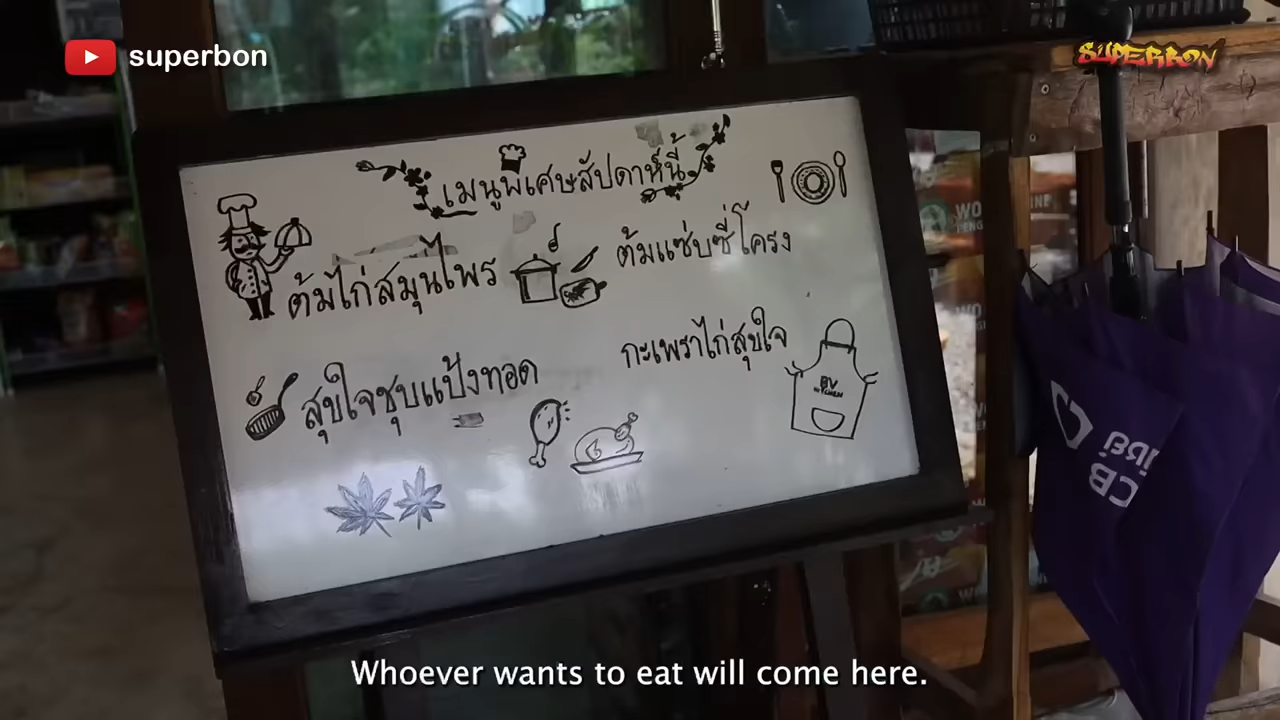 superbon
SUPERBON
เมนูพิเศษสัปดาห์นี้
ต้มไก่สมุนไพร
ต้มแซ่บซี่โครง
สุขใจชุบแป้งทอด
กะเพราไก่สุขใจ
BV
KITCHEN
WO
Whoever wants to eat will come here.